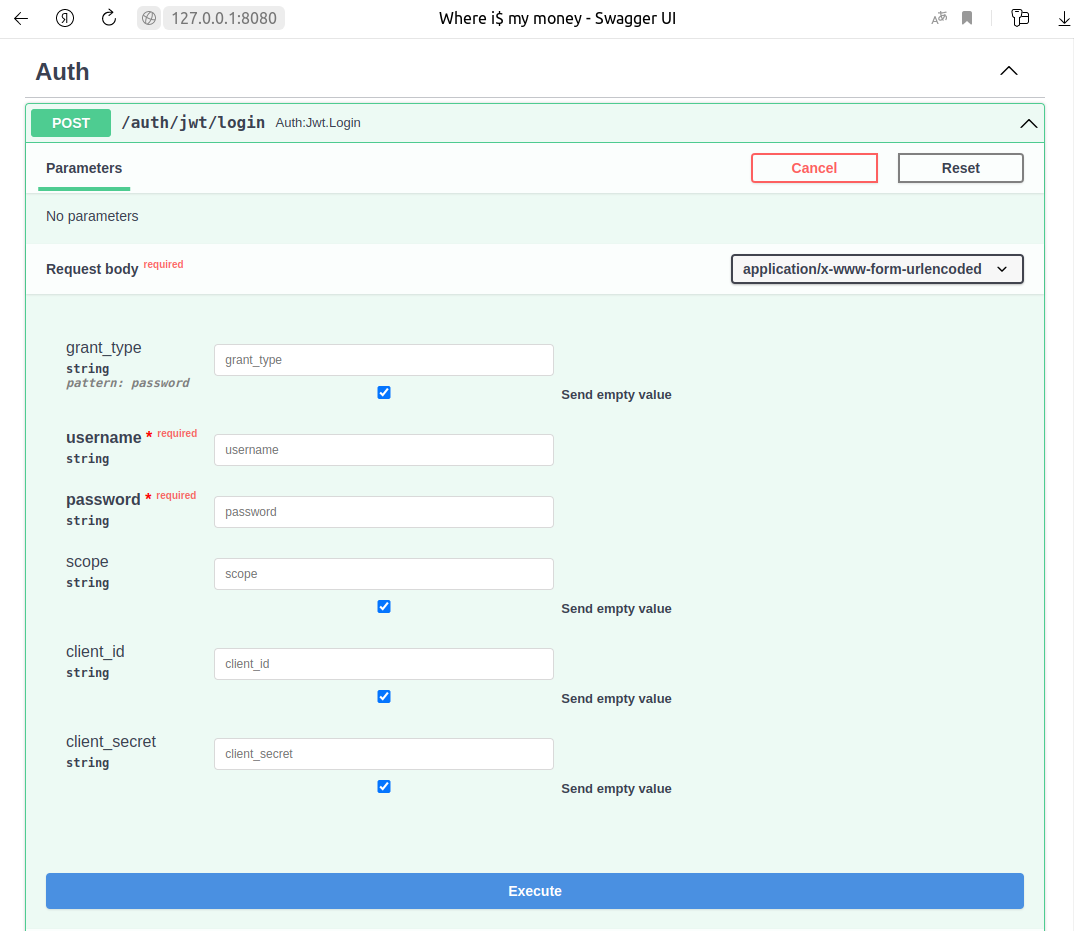 127.0.0.1:8080
Where i$ my money - Swagger UI
Auth
POST /auth/jwt/login Auth:Jwt.Login
Parameters
Cancel
Reset
No parameters
Request body required
application/x-www-form-urlencoded
grant_type
string
pattern: password
grant_type
Send empty value
username * required
string
username
password * required
string
password
scope
string
scope
Send empty value
client_id
string
client_id
Send empty value
client_secret
string
client_secret
Send empty value
Execute